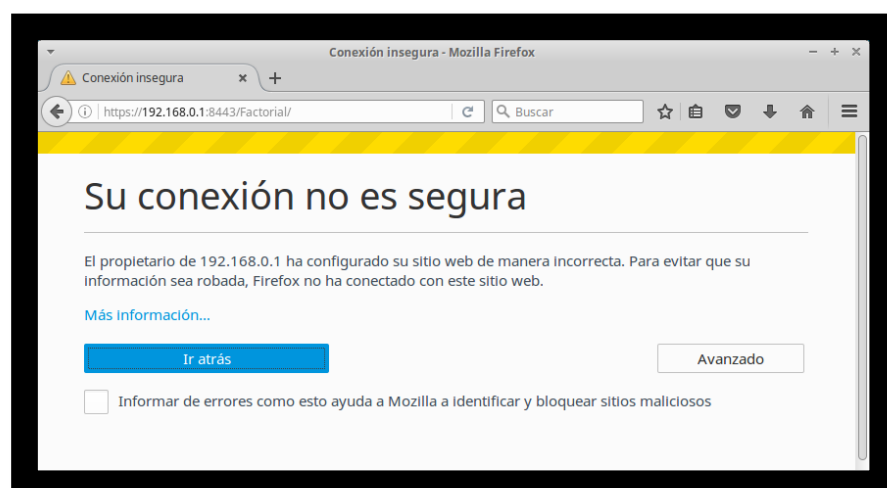 Conexión insegura - Mozilla Firefox
Conexión insegura
https://192.168.0.1:8443/Factorial/
Buscar
Su conexión no es segura
El propietario de 192.168.0.1 ha configurado su sitio web de manera incorrecta. Para evitar que su
información sea robada, Firefox no ha conectado con este sitio web.
Más información...
Ir atrás
Avanzado
Informar de errores como esto ayuda a Mozilla a identificar y bloquear sitios maliciosos